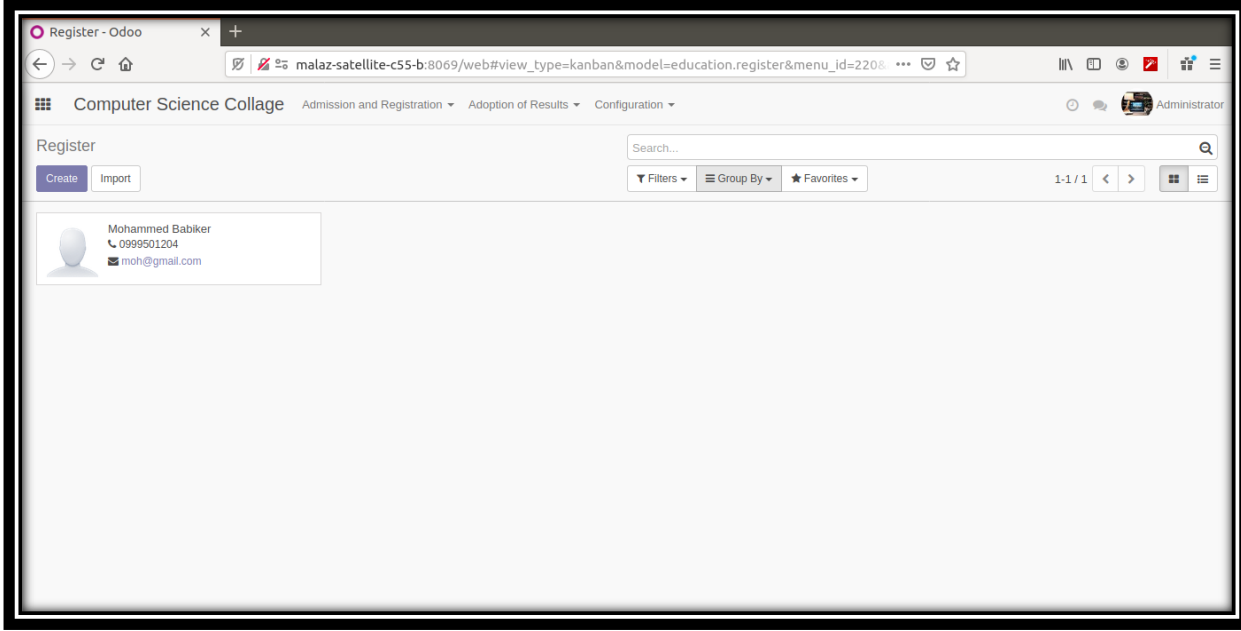 Register - Odoo
malaz-satellite-c55-b:8069/web#view_type=kanban&model=education.register&menu_id=220&
Computer Science Collage Admission and Registration Adoption of Results Configuration Administrator
Register Search...
Create Import Filters Group By Favorites 1-1 / 1
Mohammed Babiker
0999501204
moh@gmail.com